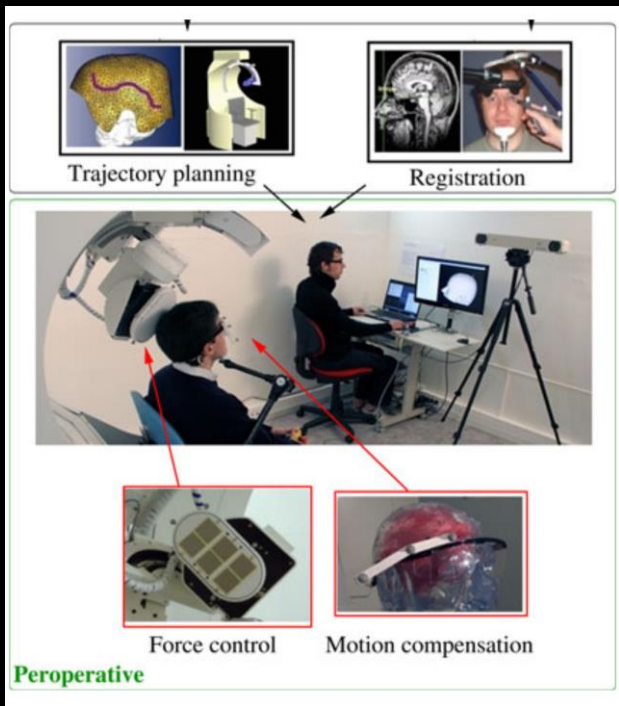 Trajectory planning
Registration
Force control
Motion compensation
Peroperative